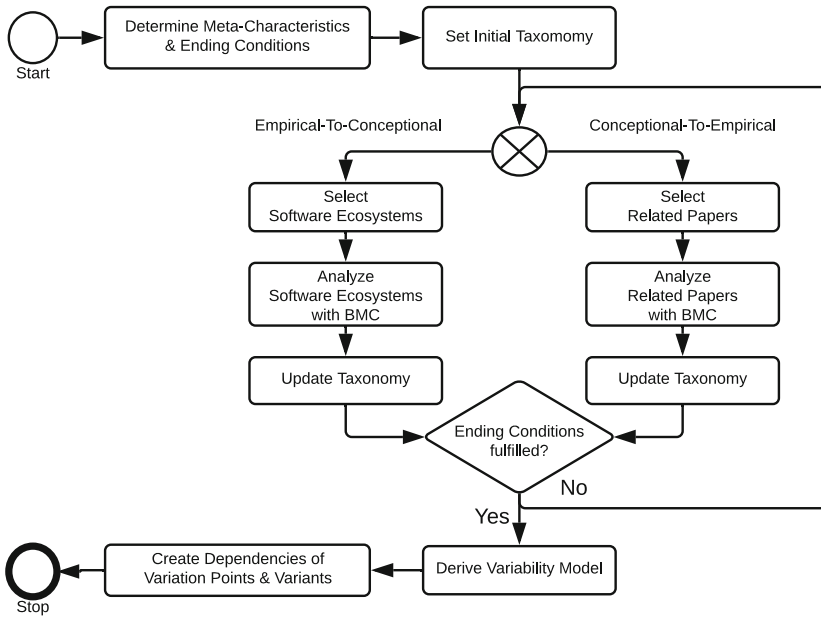 Start
Determine Meta-Characteristics
& Ending Conditions
Set Initial Taxomomy
Empirical-To-Conceptional
Conceptional-To-Empirical
Select
Software Ecosystems
Select
Related Papers
Analyze
Software Ecosystems
with BMC
Analyze
Related Papers
with BMC
Update Taxonomy
Update Taxonomy
Ending Conditions
fulfilled?
No
Yes
Derive Variability Model
Create Dependencies of
Variation Points & Variants
Stop